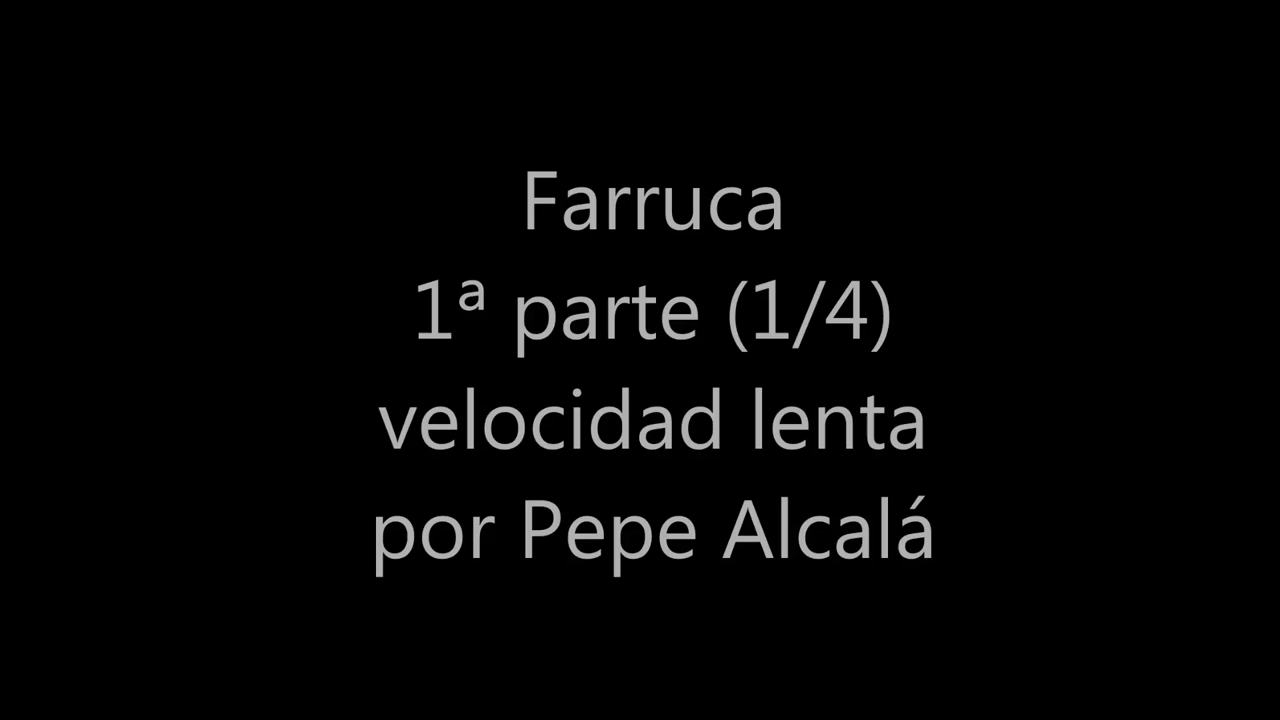 Farruca
1ª parte (1/4)
velocidad lenta
por Pepe Alcalá